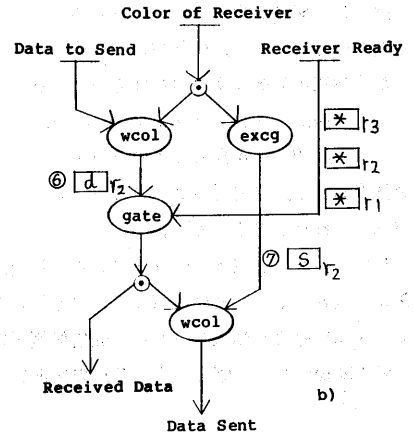 Color of Receiver
Data to Send
Receiver Ready
wcol
excg
* r3
* r2
⑥ d r2
* r1
gate
⑦ S r2
wcol
Received Data
b)
Data Sent